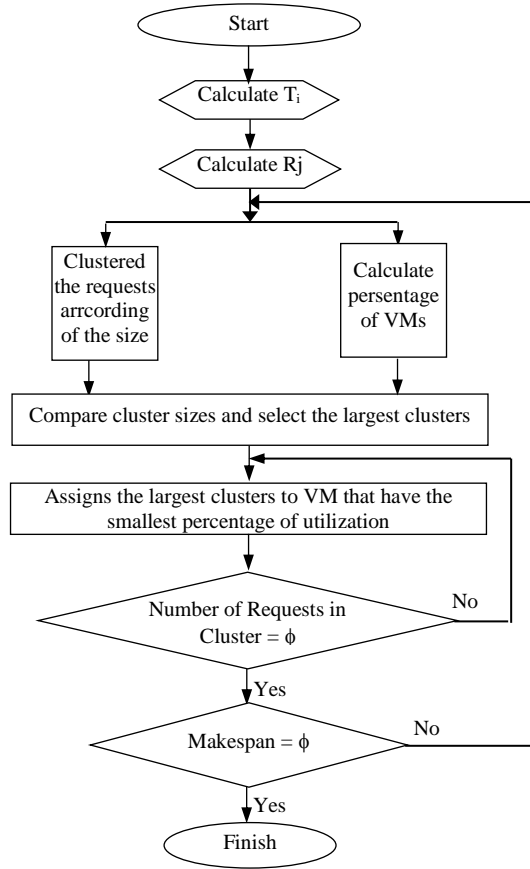 Start
Calculate Ti
Calculate Rj
Clustered
the requests
arrcording
of the size
Calculate
persentage
of VMs
Compare cluster sizes and select the largest clusters
Assigns the largest clusters to VM that have the
smallest percentage of utilization
Number of Requests in
Cluster = ϕ
No
Yes
Makespan = ϕ
No
Yes
Finish